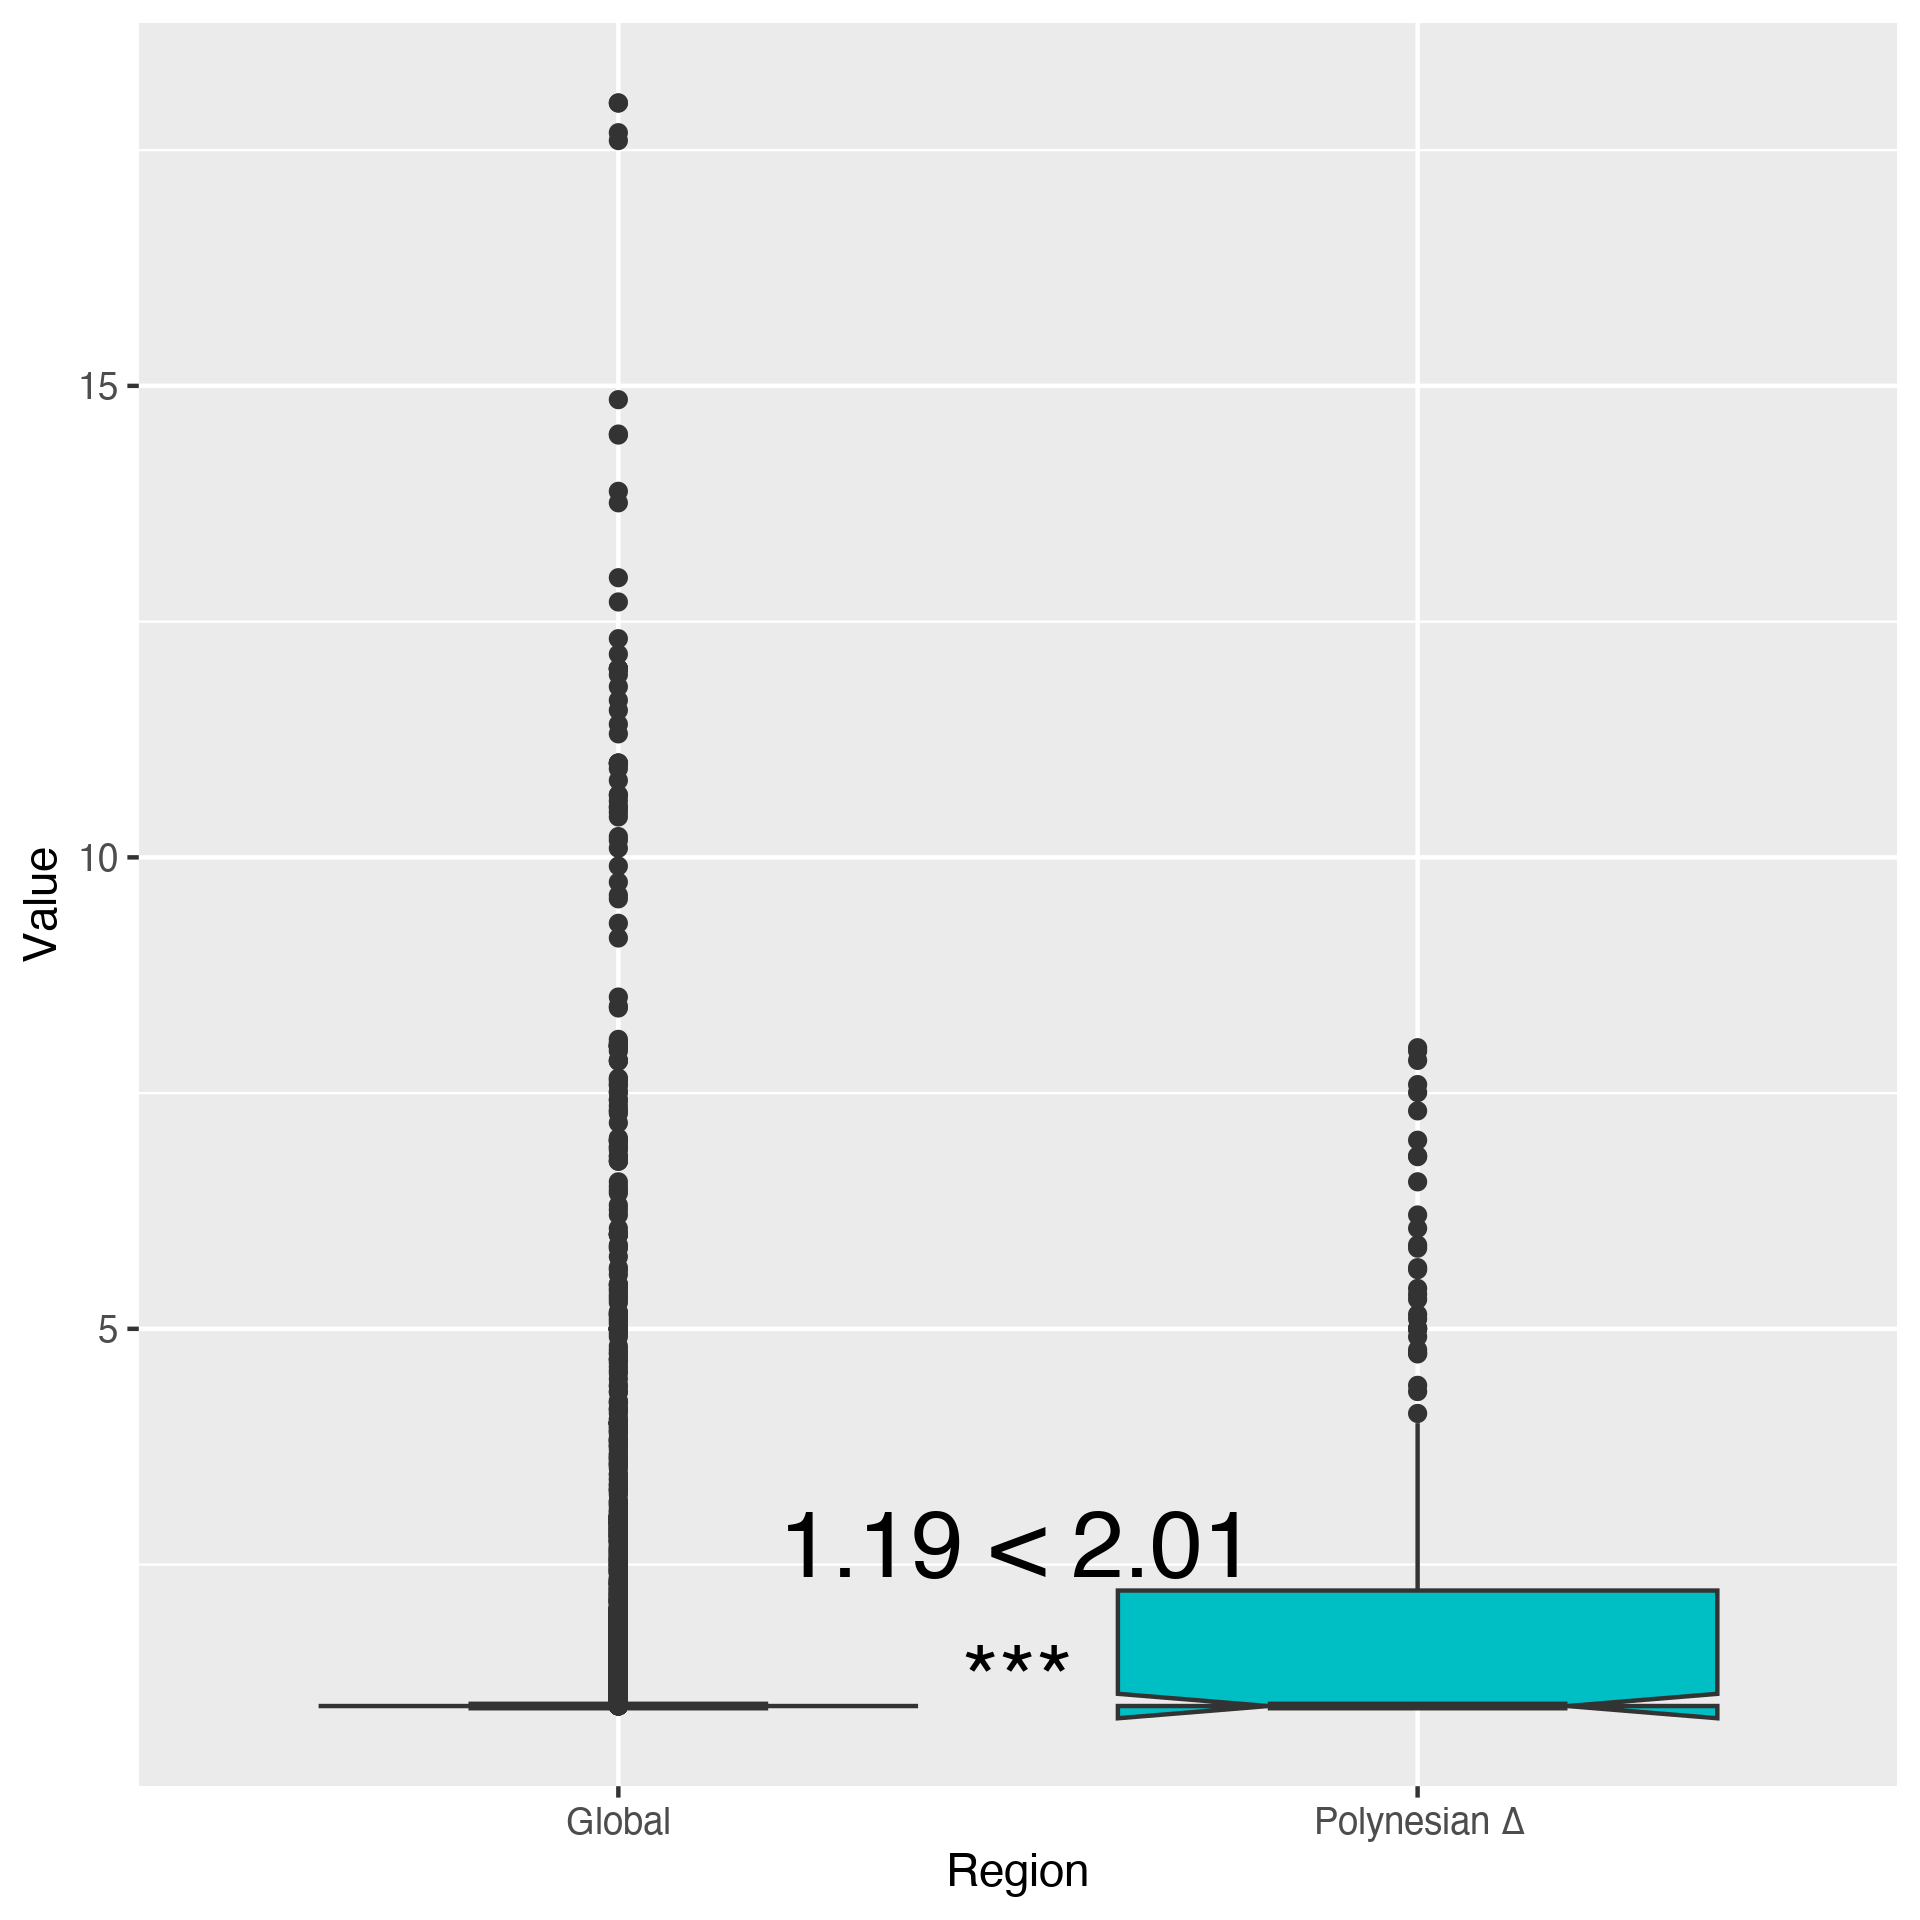 15
10
5
Value
1.19 < 2.01
***
Global
Polynesian Δ
Region